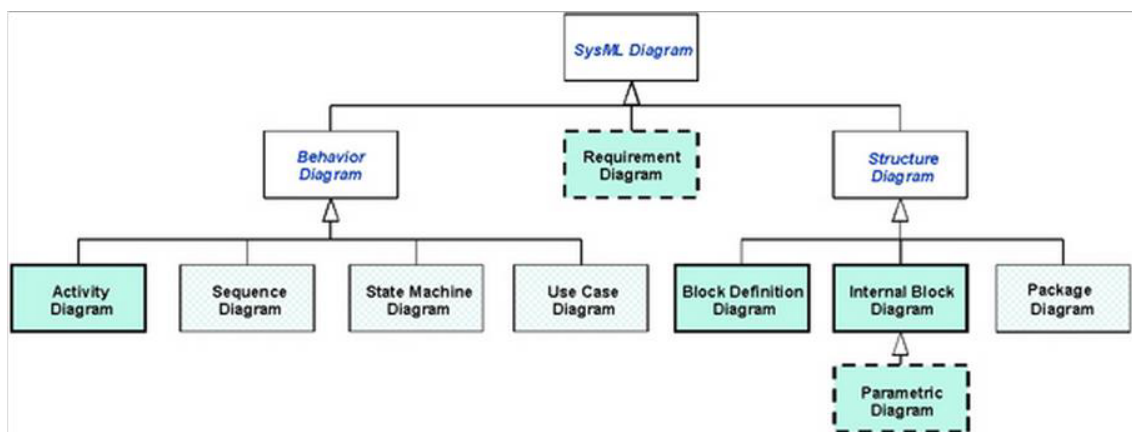 SysML Diagram
Behavior
Diagram
Requirement
Diagram
Structure
Diagram
Activity
Diagram
Sequence
Diagram
State Machine
Diagram
Use Case
Diagram
Block Definition
Diagram
Internal Block
Diagram
Package
Diagram
Parametric
Diagram